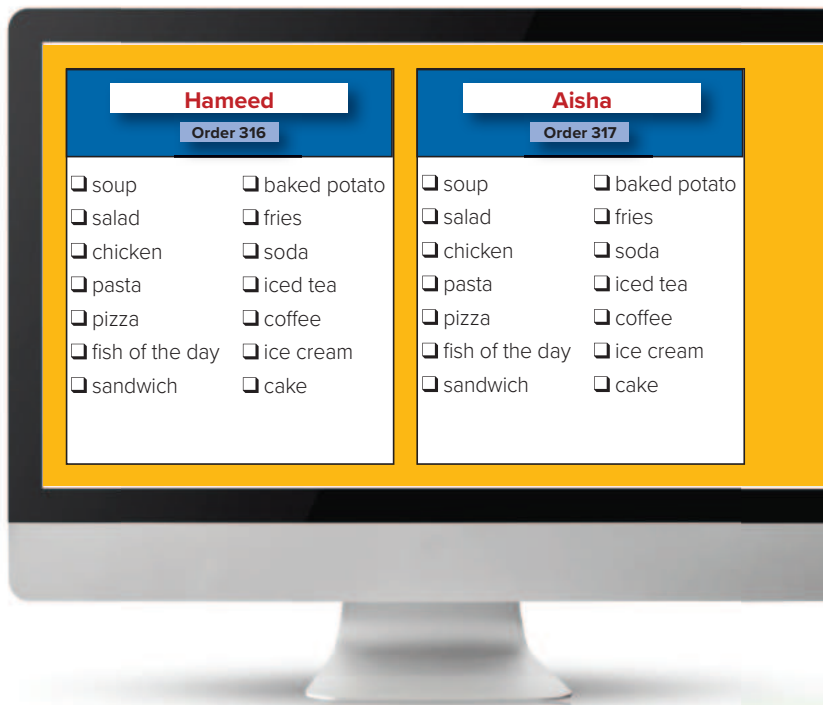 Hameed
Order 316
❑ soup
❑ salad
❑ chicken
❑ pasta
❑ pizza
❑ fish of the day
❑ sandwich
❑ baked potato
❑ fries
❑ soda
❑ iced tea
❑ coffee
❑ ice cream
❑ cake
Aisha
Order 317
❑ soup
❑ salad
❑ chicken
❑ pasta
❑ pizza
❑ fish of the day
❑ sandwich
❑ baked potato
❑ fries
❑ soda
❑ iced tea
❑ coffee
❑ ice cream
❑ cake